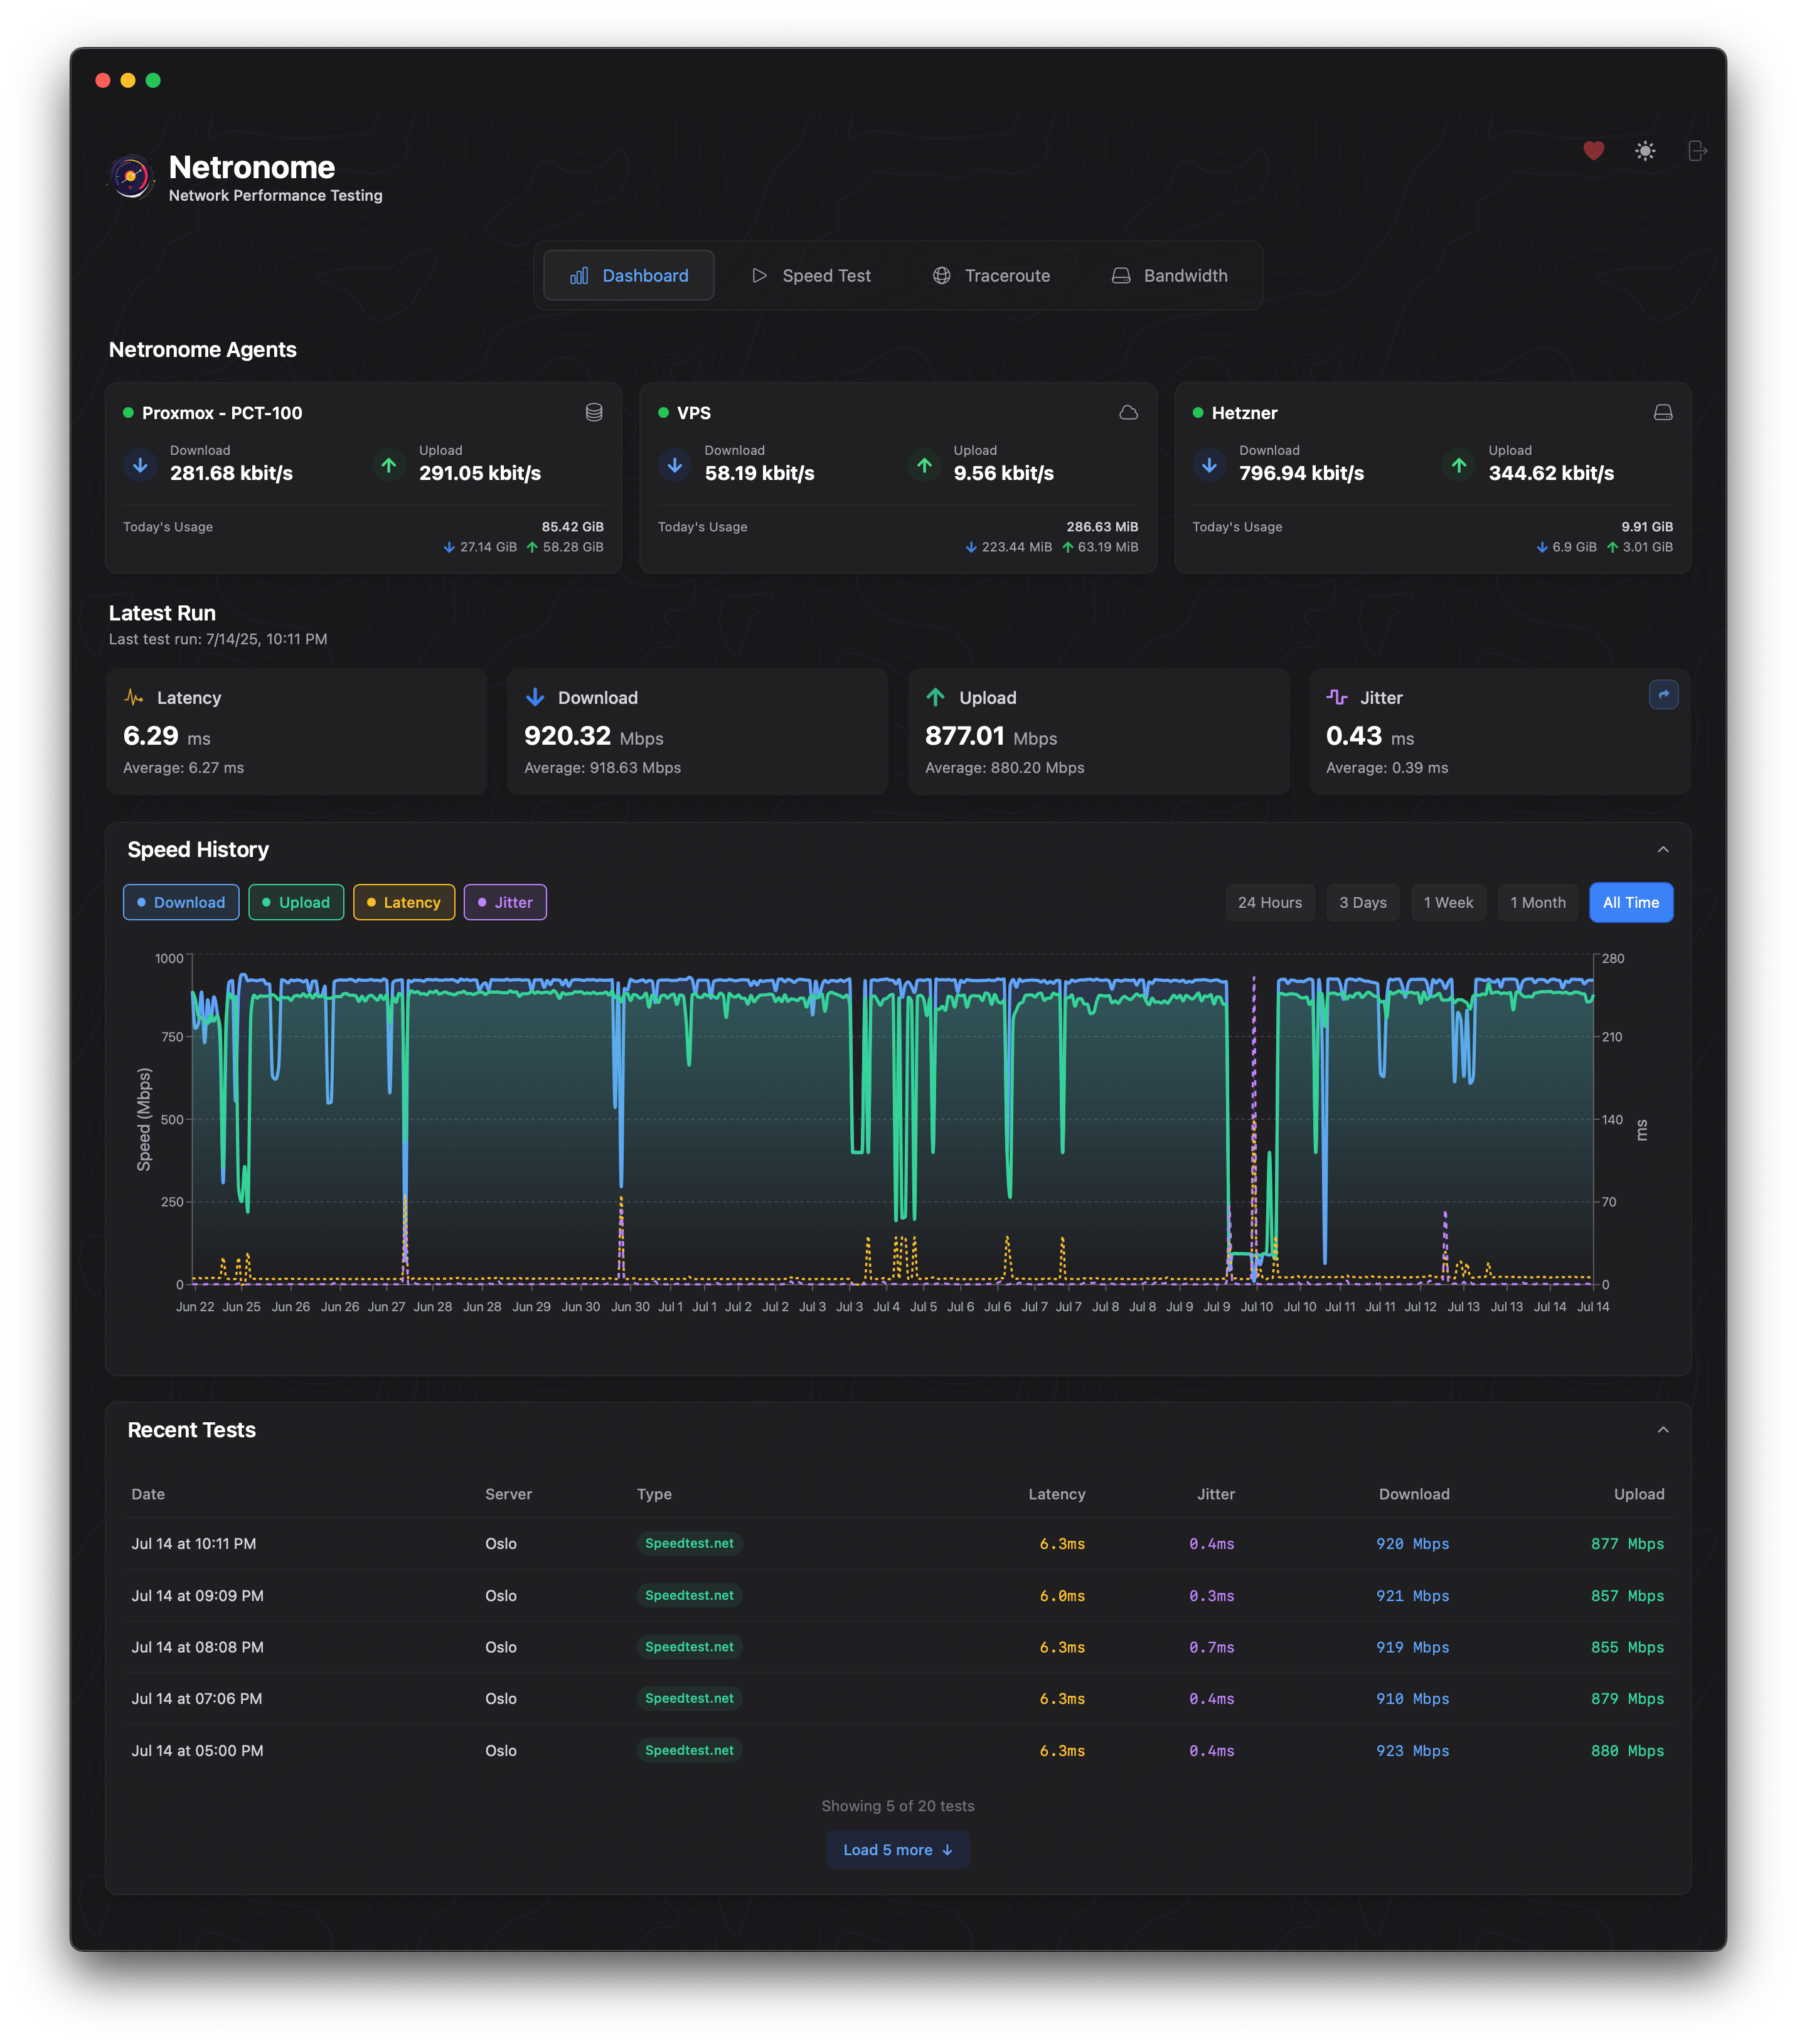 Netronome
Network Performance Testing
Dashboard Speed Test Traceroute Bandwidth
Netronome Agents
Proxmox - PCT-100
Download Upload
281.68 kbit/s 291.05 kbit/s
Today's Usage 85.42 GiB
27.14 GiB 58.28 GiB
VPS
Download Upload
58.19 kbit/s 9.56 kbit/s
Today's Usage 286.63 MiB
223.44 MiB 63.19 MiB
Hetzner
Download Upload
796.94 kbit/s 344.62 kbit/s
Today's Usage 9.91 GiB
6.9 GiB 3.01 GiB
Latest Run
Last test run: 7/14/25, 10:11 PM
Latency
6.29 ms
Average: 6.27 ms
Download
920.32 Mbps
Average: 918.63 Mbps
Upload
877.01 Mbps
Average: 880.20 Mbps
Jitter
0.43 ms
Average: 0.39 ms
Speed History
Download Upload Latency Jitter 24 Hours 3 Days 1 Week 1 Month All Time
1000 280
750 210
500 140
250 70
0 0
Speed (Mbps)
ms
Jun 22 Jun 25 Jun 26 Jun 26 Jun 27 Jun 28 Jun 28 Jun 29 Jun 30 Jun 30 Jul 1 Jul 1 Jul 2 Jul 2 Jul 3 Jul 3 Jul 4 Jul 5 Jul 6 Jul 6 Jul 7 Jul 7 Jul 8 Jul 8 Jul 9 Jul 9 Jul 10 Jul 10 Jul 11 Jul 11 Jul 12 Jul 13 Jul 13 Jul 14 Jul 14
Recent Tests
Date Server Type Latency Jitter Download Upload
Jul 14 at 10:11 PM Oslo Speedtest.net 6.3ms 0.4ms 920 Mbps 877 Mbps
Jul 14 at 09:09 PM Oslo Speedtest.net 6.0ms 0.3ms 921 Mbps 857 Mbps
Jul 14 at 08:08 PM Oslo Speedtest.net 6.3ms 0.7ms 919 Mbps 855 Mbps
Jul 14 at 07:06 PM Oslo Speedtest.net 6.3ms 0.4ms 910 Mbps 879 Mbps
Jul 14 at 05:00 PM Oslo Speedtest.net 6.3ms 0.4ms 923 Mbps 880 Mbps
Showing 5 of 20 tests
Load 5 more